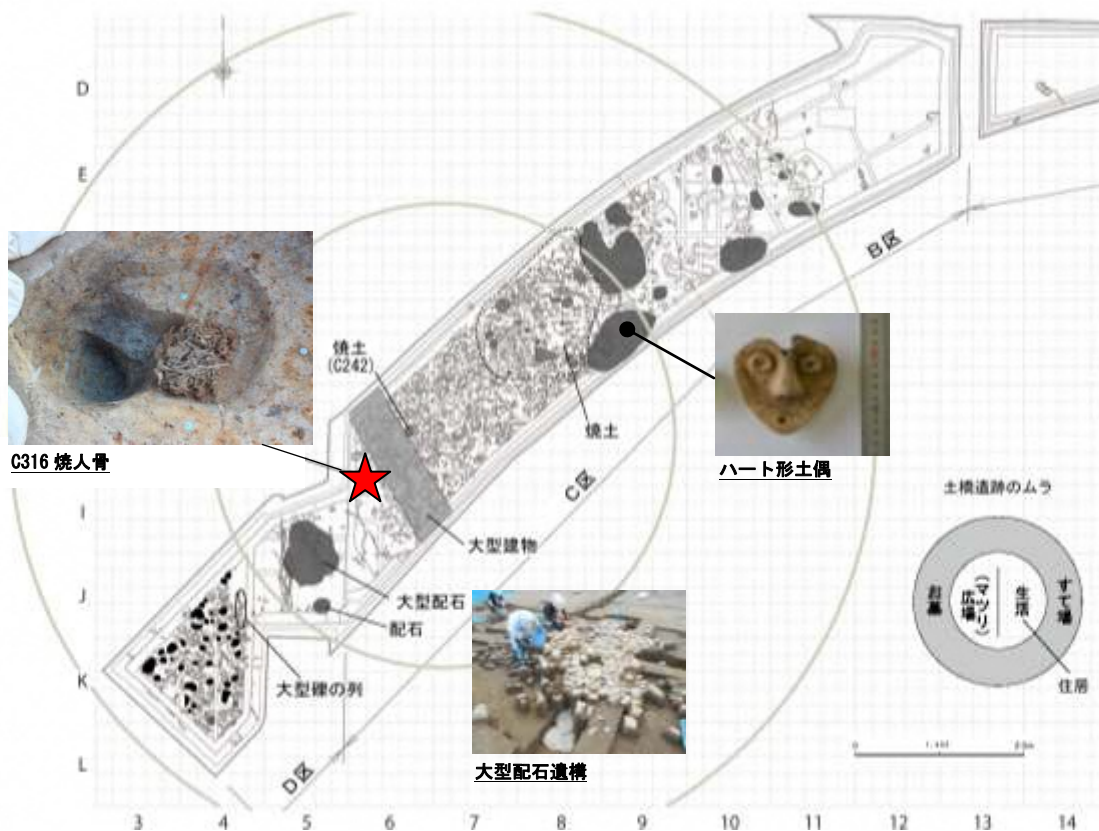 D
E
焼土
(C242)
C316 焼人骨
B区
焼土
ハート形土偶
C区
土橋遺跡のムラ
I
大型建物
J
大型配石
配石
お墓
広場
(マツリ)
生活
すて場
住居
K
大型礫の列
L
D区
大型配石遺構
0
3
4
5
6
7
8
9
10
11
12
13
14